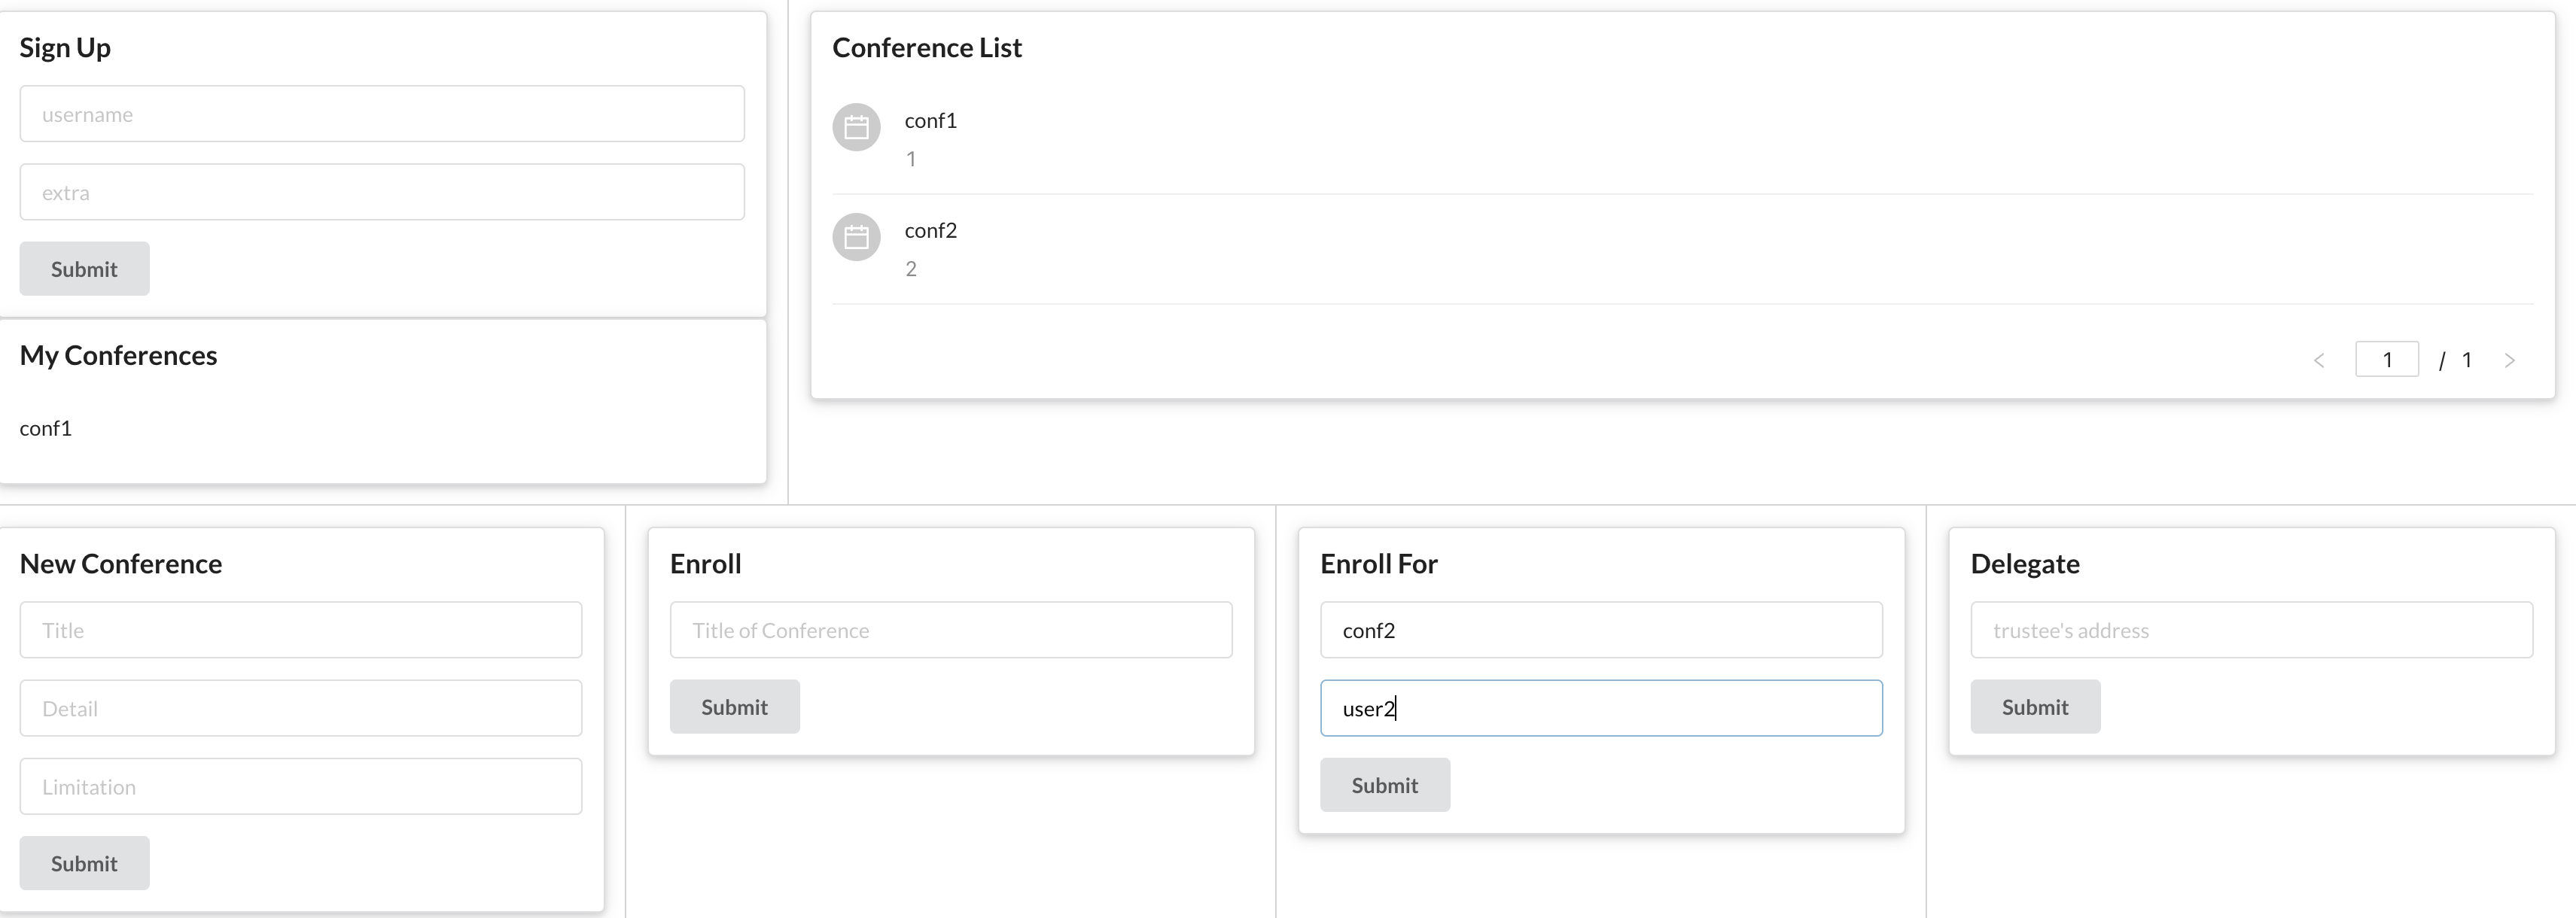 Sign Up
username
extra
Submit
My Conferences
conf1
Conference List
conf1
1
conf2
2
1 / 1
New Conference
Title
Detail
Limitation
Submit
Enroll
Title of Conference
Submit
Enroll For
conf2
user2
Submit
Delegate
trustee's address
Submit